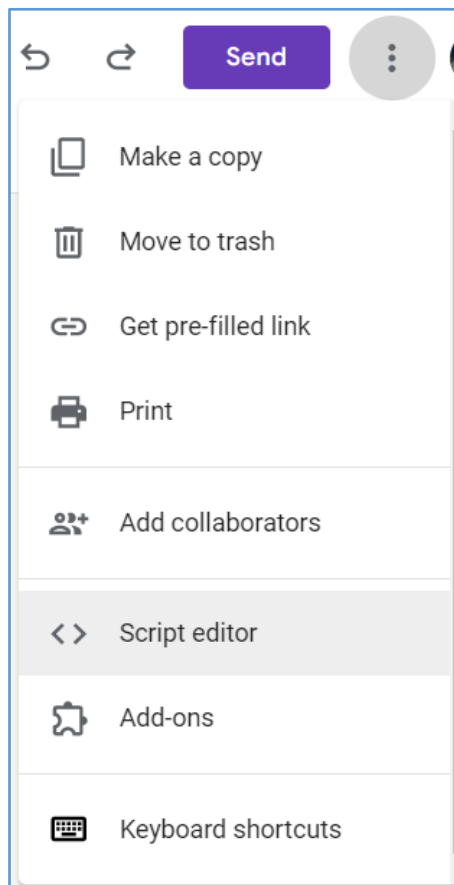 Send
Make a copy
Move to trash
Get pre-filled link
Print
Add collaborators
Script editor
Add-ons
Keyboard shortcuts